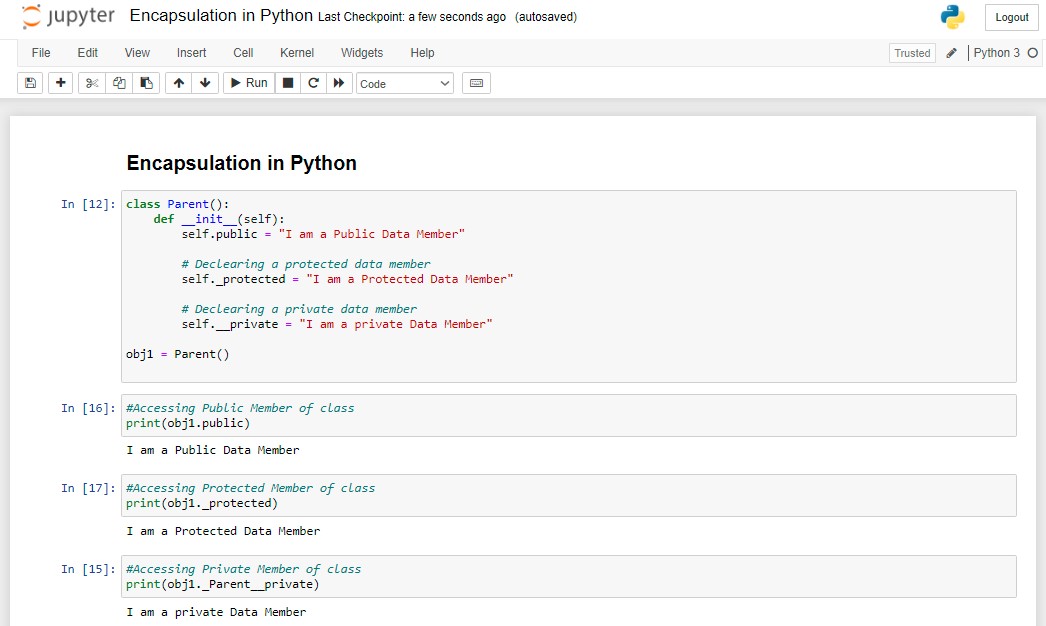 jupyter Encapsulation in Python Last Checkpoint: a few seconds ago (autosaved) Logout
File Edit View Insert Cell Kernel Widgets Help Trusted Python 3
Run Code
Encapsulation in Python
In [12]: class Parent():
    def __init__(self):
        self.public = "I am a Public Data Member"

        # Declearing a protected data member
        self._protected = "I am a Protected Data Member"

        # Declearing a private data member
        self.__private = "I am a private Data Member"

obj1 = Parent()
In [16]: #Accessing Public Member of class
print(obj1.public)
I am a Public Data Member
In [17]: #Accessing Protected Member of class
print(obj1._protected)
I am a Protected Data Member
In [15]: #Accessing Private Member of class
print(obj1._Parent__private)
I am a private Data Member